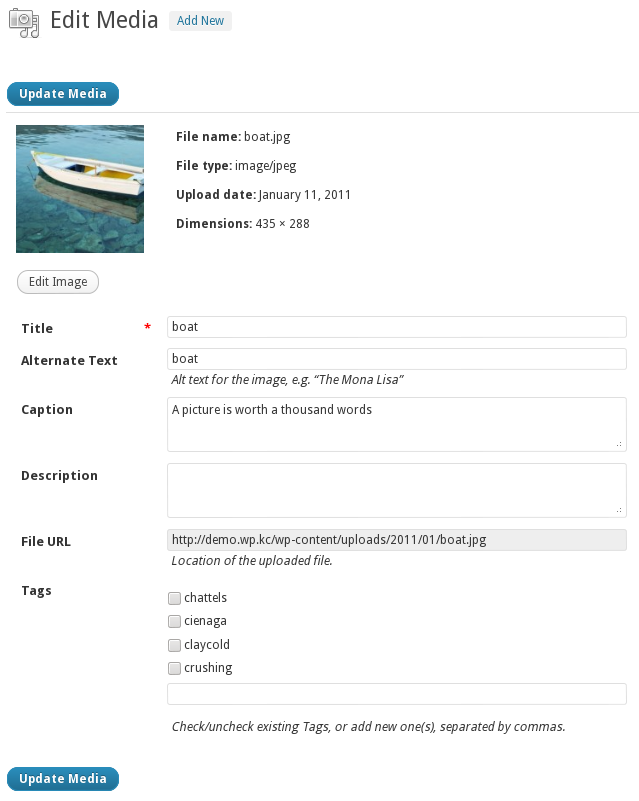 Edit Media Add New
Update Media
File name: boat.jpg
File type: image/jpeg
Upload date: January 11, 2011
Dimensions: 435 × 288
Edit Image
Title * boat
Alternate Text boat
Alt text for the image, e.g. “The Mona Lisa”
Caption A picture is worth a thousand words
Description
File URL http://demo.wp.kc/wp-content/uploads/2011/01/boat.jpg
Location of the uploaded file.
Tags
chattels
cienaga
claycold
crushing
Check/uncheck existing Tags, or add new one(s), separated by commas.
Update Media